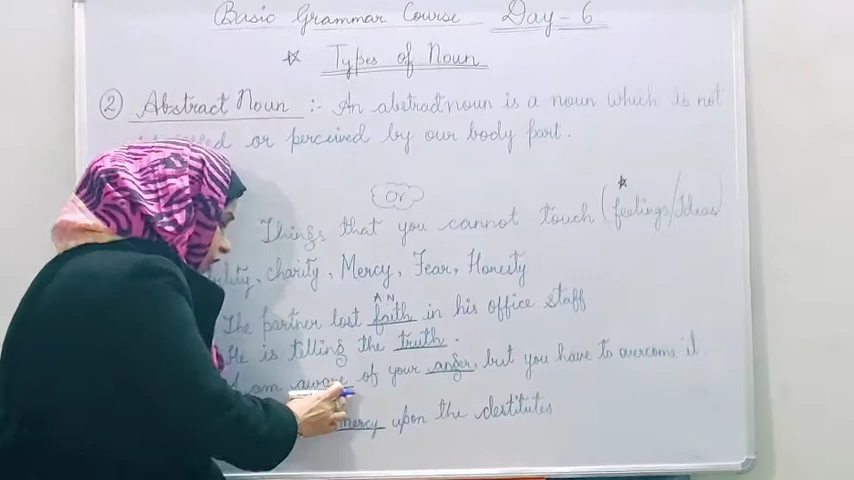 Basic Grammar Course Day - 6
☆ Types of Noun
② Abstract Noun :- An abstract noun is a noun which is not
or perceived by our body part.
Or
Things that you cannot touch (feelings/Ideas)
charity, Mercy, Fear, Honesty
AN
The partner lost faith in his office staff
He is telling the truth.
I am aware of your anger, but you have to overcome it
mercy upon the destitutes